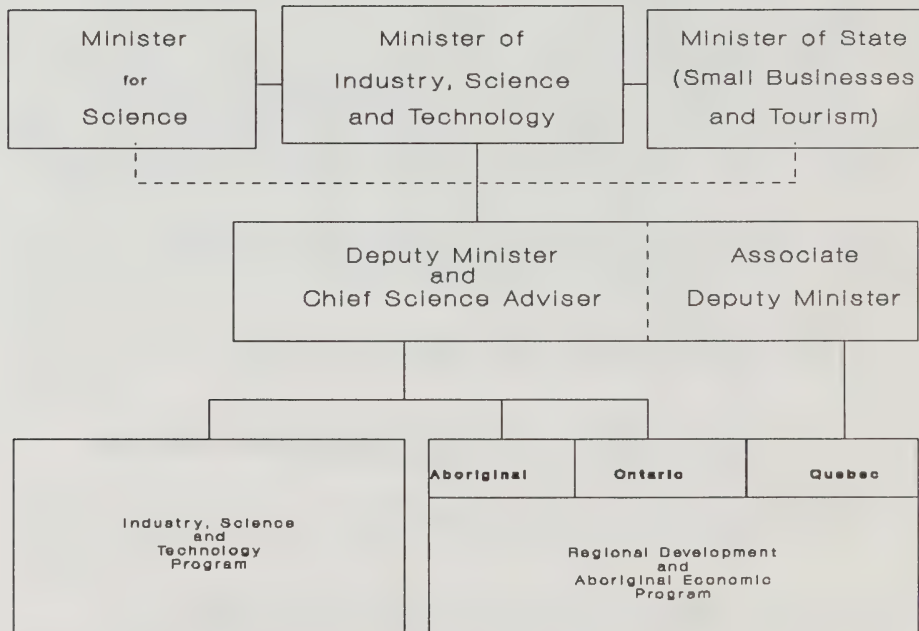 Minister
for
Science
Minister of
Industry, Science
and Technology
Minister of State
(Small Businesses
and Tourism)
Deputy Minister
and
Chief Science Adviser
Associate
Deputy Minister
Aboriginal
Ontario
Quebec
Industry, Science
and
Technology
Program
Regional Development
and
Aboriginal Economic
Program